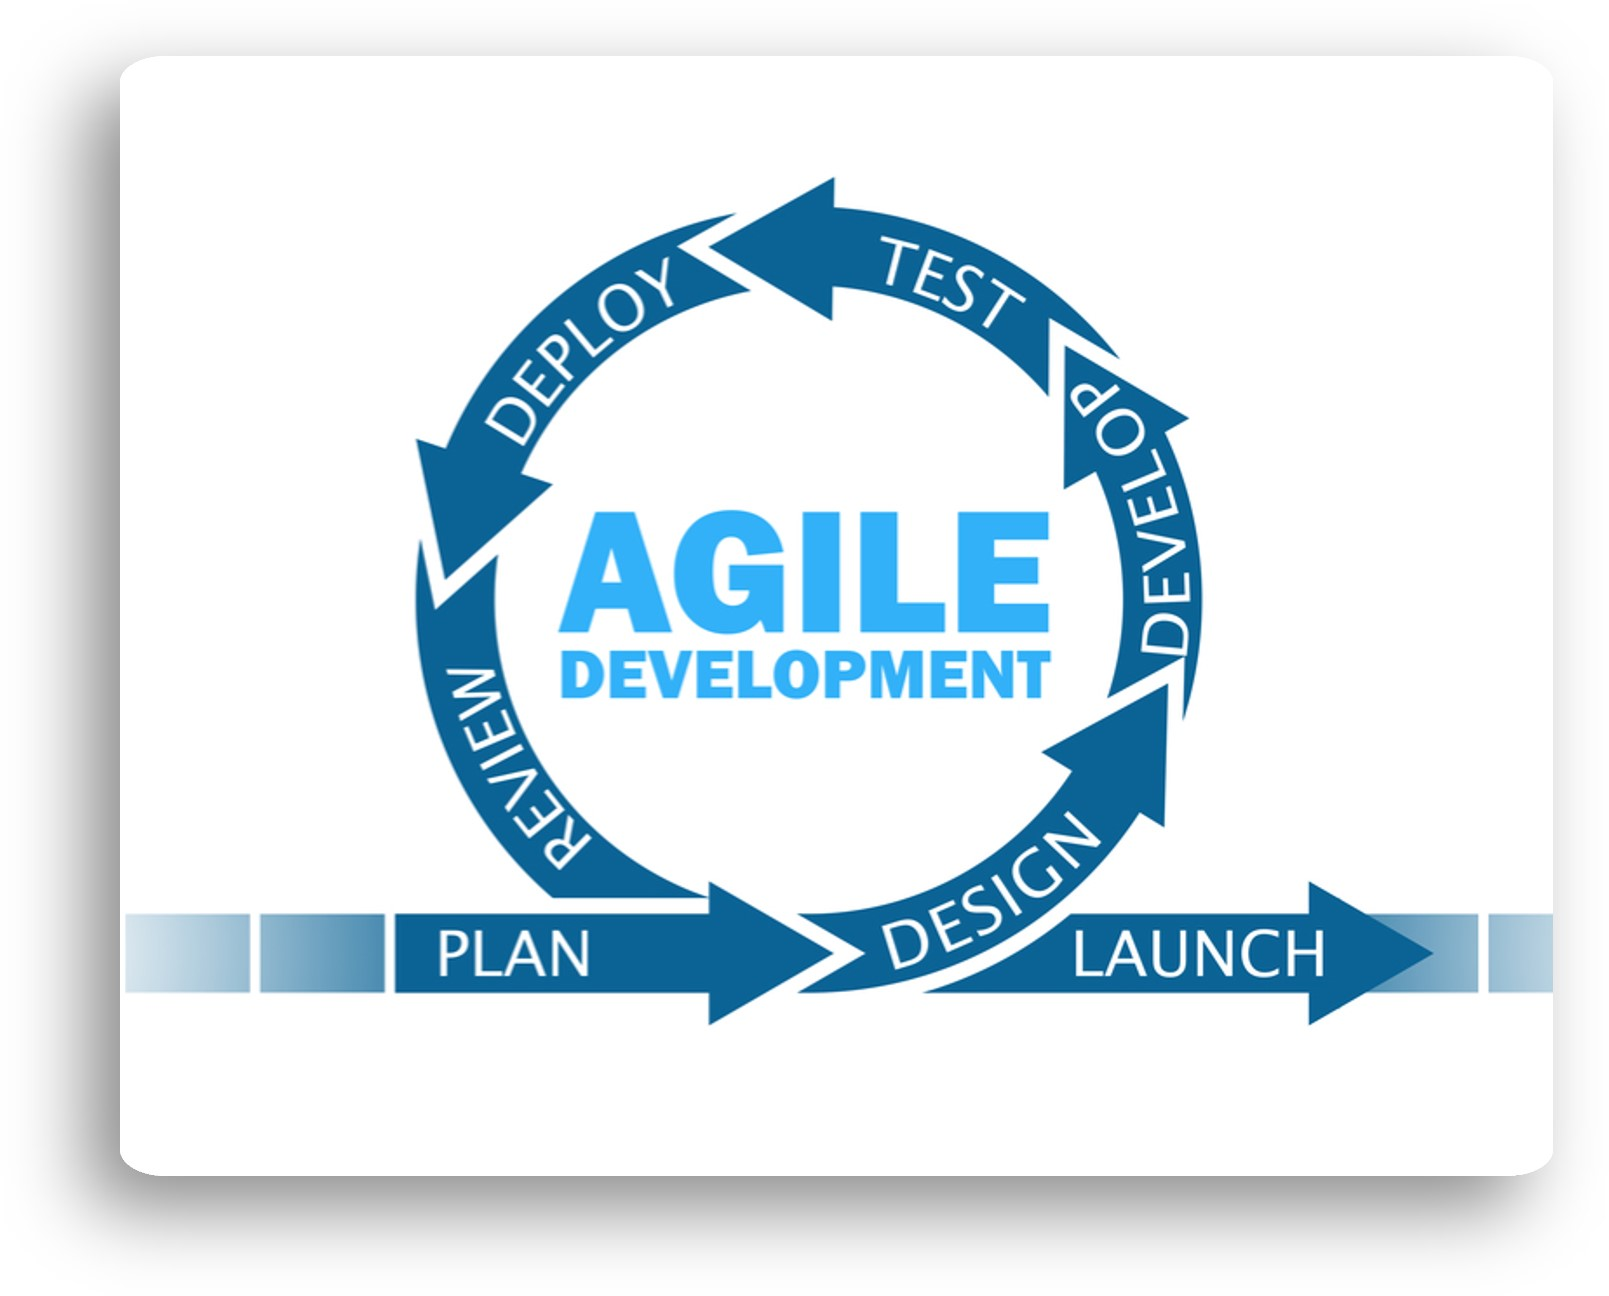 AGILE
DEVELOPMENT
PLAN
DESIGN
DEVELOP
TEST
DEPLOY
REVIEW
LAUNCH